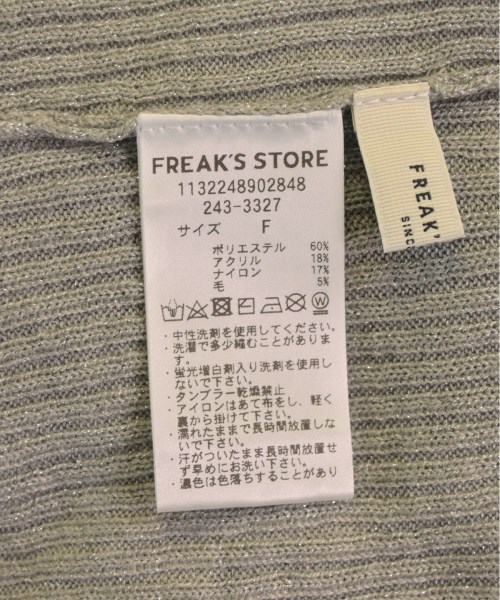 FREAK'S STORE
1132248902848
243-3327
サイズ F
ポリエステル 60%
アクリル 18%
ナイロン 17%
毛 5%
W
・中性洗剤を使用してください。
・洗濯で多少縮むことがありま
す。
・蛍光増白剤入り洗剤を使用し
ないで下さい。
・タンブラー乾燥禁止
・アイロンはあて布をし、軽く
裏から掛けて下さい。
・濡れたままで長時間放置しな
いで下さい。
・汗がついたまま長時間放置せ
ず早めにお洗い下さい。
・濃色は色落ちすることがあり
FREAK'
SINC